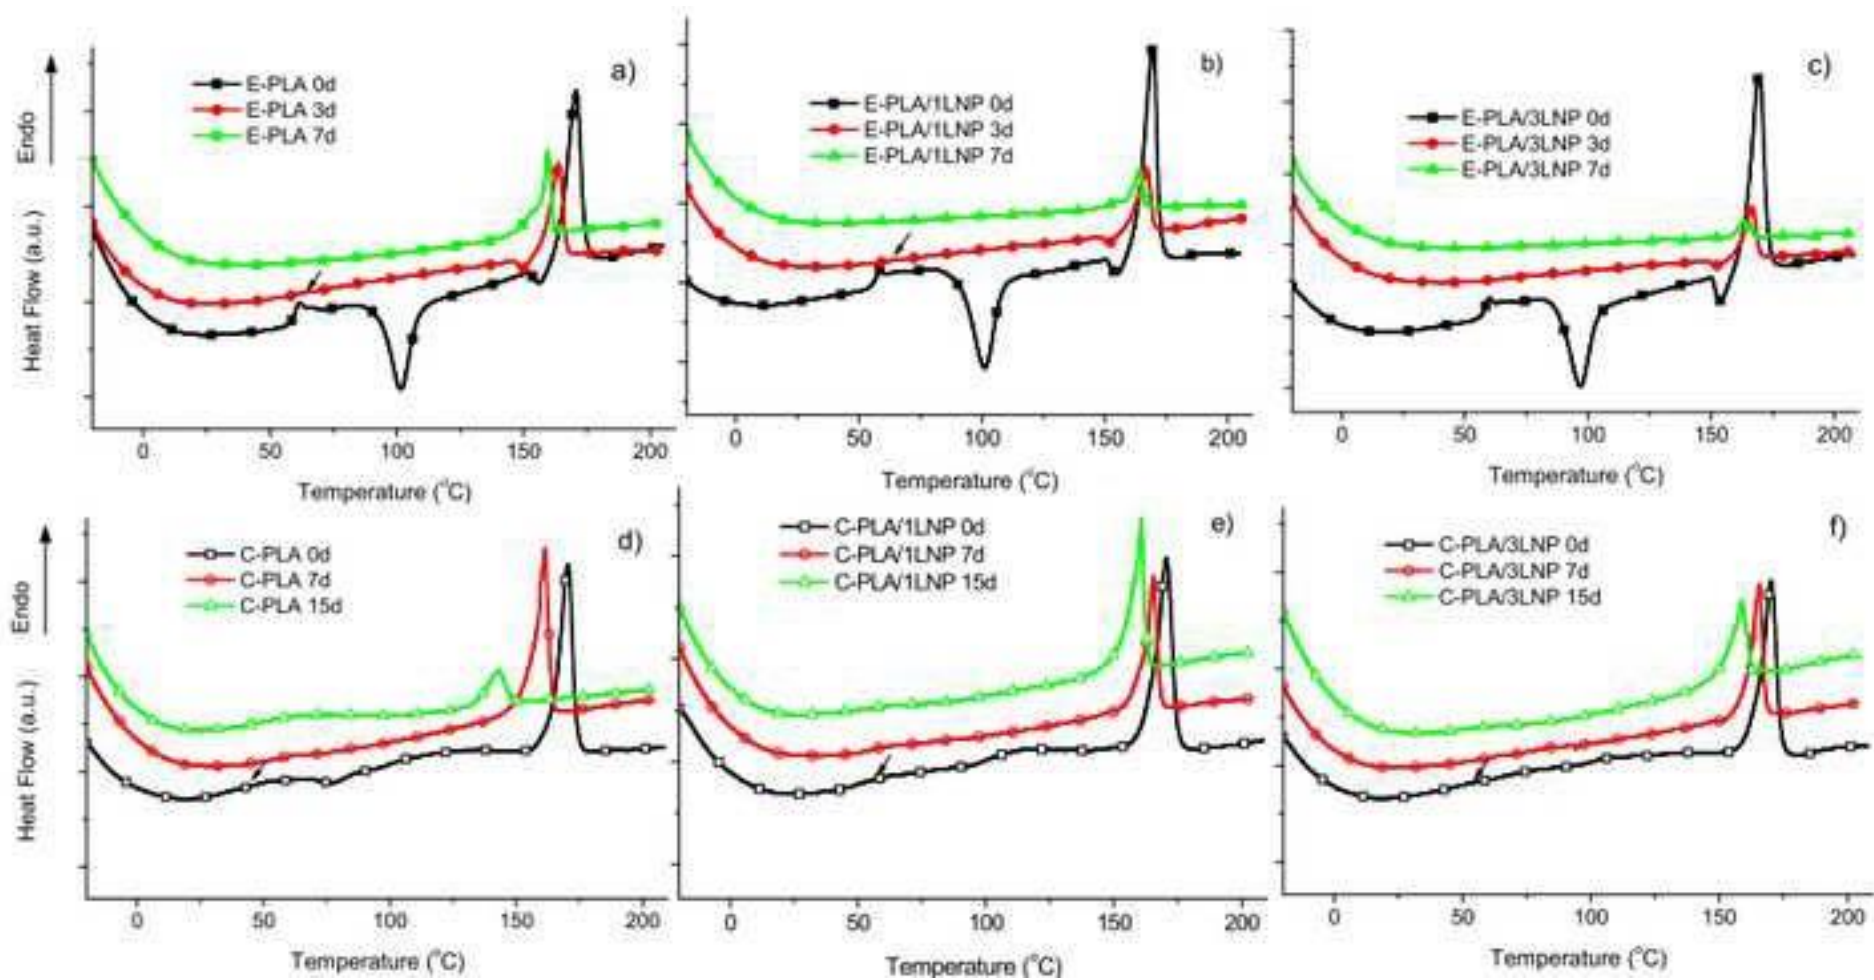 a)
E-PLA 0d
E-PLA 3d
E-PLA 7d
Endo
Heat Flow (a.u.)
0 50 100 150 200
Temperature (°C)
b)
E-PLA/1LNP 0d
E-PLA/1LNP 3d
E-PLA/1LNP 7d
0 50 100 150 200
Temperature (°C)
c)
E-PLA/3LNP 0d
E-PLA/3LNP 3d
E-PLA/3LNP 7d
0 50 100 150 200
Temperature (°C)
d)
C-PLA 0d
C-PLA 7d
C-PLA 15d
Endo
Heat Flow (a.u.)
0 50 100 150 200
Temperature (°C)
e)
C-PLA/1LNP 0d
C-PLA/1LNP 7d
C-PLA/1LNP 15d
0 50 100 150 200
Temperature (°C)
f)
C-PLA/3LNP 0d
C-PLA/3LNP 7d
C-PLA/3LNP 15d
0 50 100 150 200
Temperature (°C)